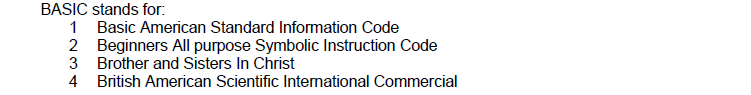 BASIC stands for:
1 Basic American Standard Information Code
2 Beginners All purpose Symbolic Instruction Code
3 Brother and Sisters In Christ
4 British American Scientific International Commercial